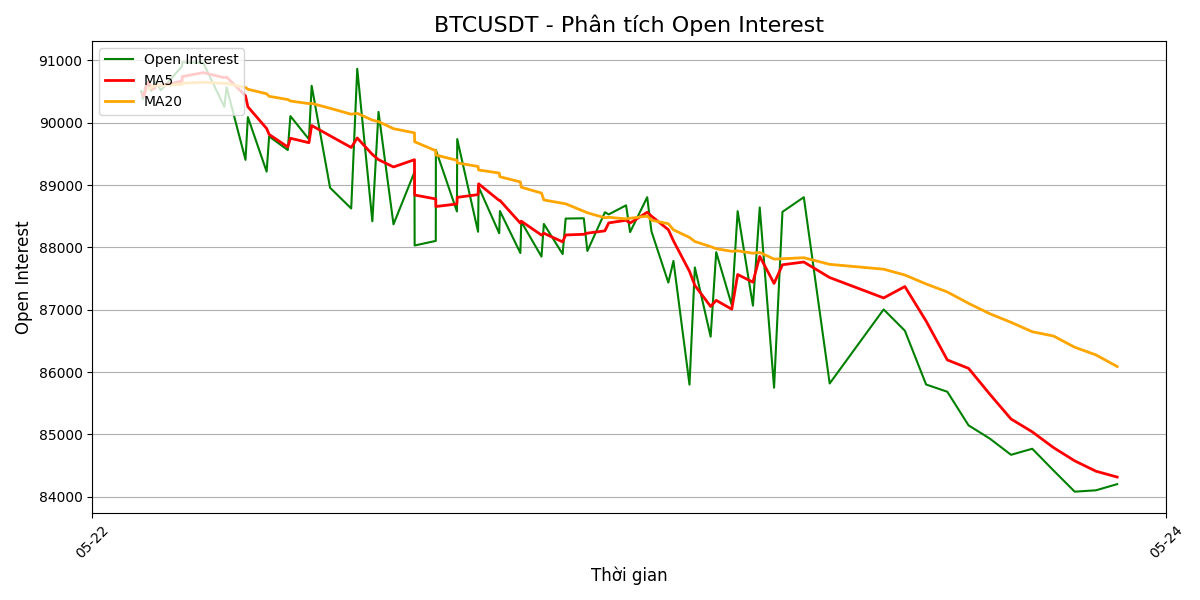 BTCUSDT - Phân tích Open Interest
Open Interest
MA5
MA20
91000
90000
89000
88000
87000
86000
85000
84000
Open Interest
05-22
05-24
Thời gian